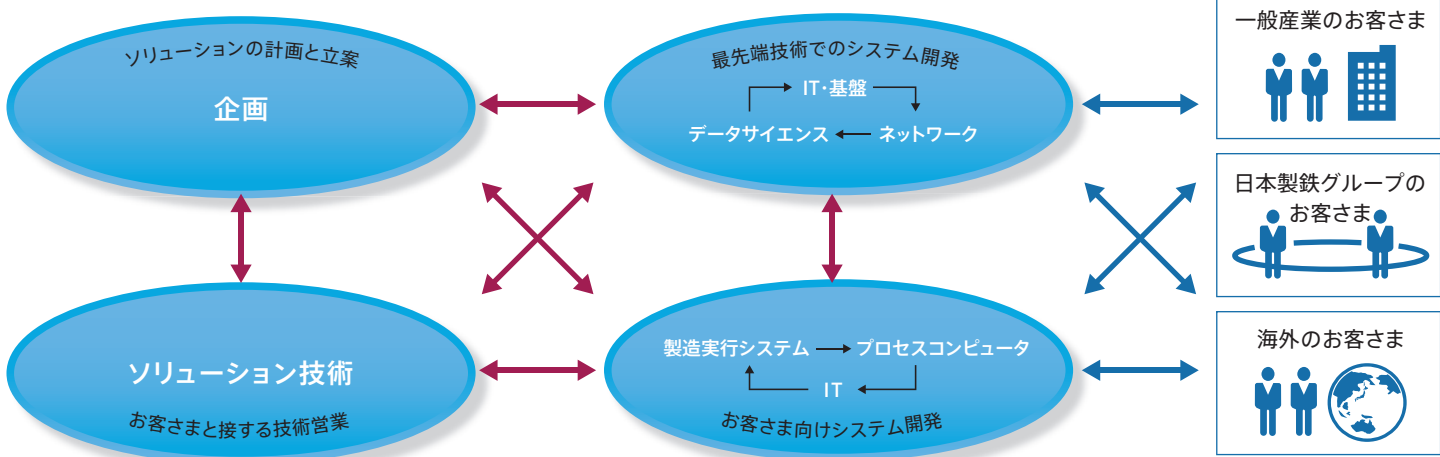 ソリューションの計画と立案
企画
最先端技術でのシステム開発
IT・基盤
データサイエンス
ネットワーク
一般産業のお客さま
日本製鉄グループの
お客さま
ソリューション技術
お客さまと接する技術営業
製造実行システム
プロセスコンピュータ
IT
お客さま向けシステム開発
海外のお客さま